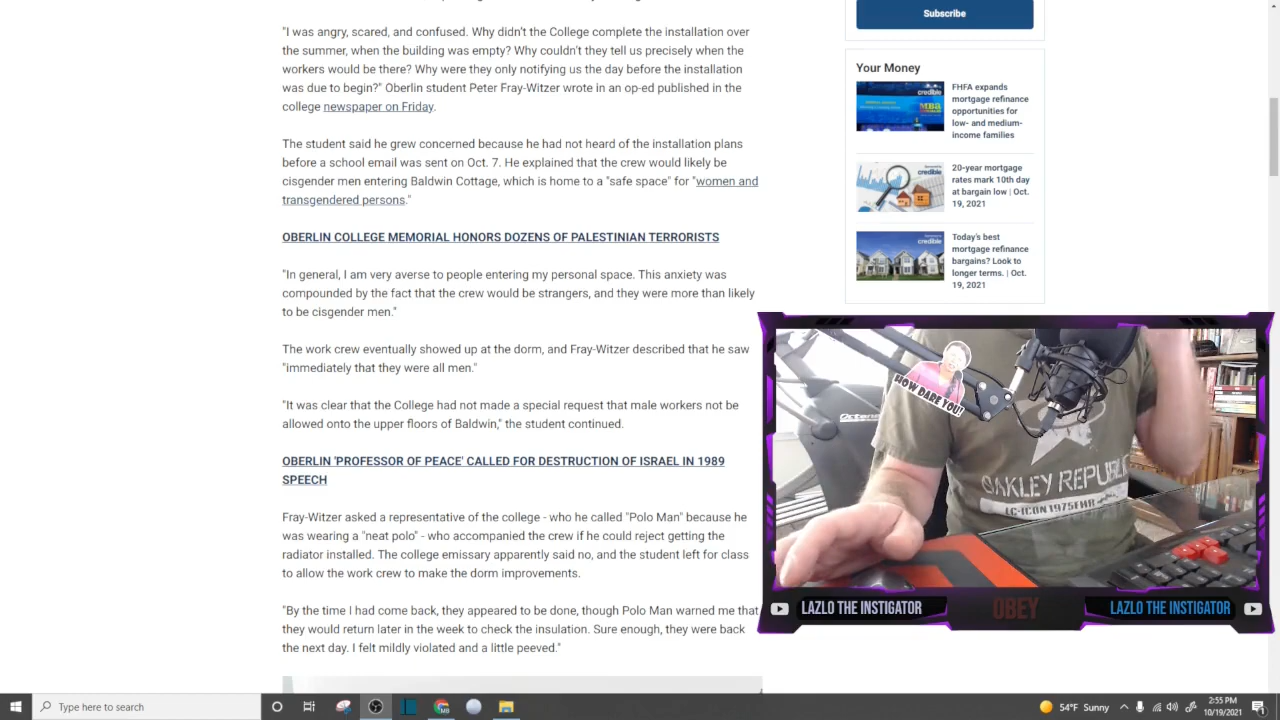 Subscribe
"I was angry, scared, and confused. Why didn't the College complete the installation over
the summer, when the building was empty? Why couldn't they tell us precisely when the
workers would be there? Why were they only notifying us the day before the installation
was due to begin?" Oberlin student Peter Fray-Witzer wrote in an op-ed published in the
college newspaper on Friday.
The student said he grew concerned because he had not heard of the installation plans
before a school email was sent on Oct. 7. He explained that the crew would likely be
cisgender men entering Baldwin Cottage, which is home to a "safe space" for "women and
transgendered persons."
OBERLIN COLLEGE MEMORIAL HONORS DOZENS OF PALESTINIAN TERRORISTS
"In general, I am very averse to people entering my personal space. This anxiety was
compounded by the fact that the crew would be strangers, and they were more than likely
to be cisgender men."
The work crew eventually showed up at the dorm, and Fray-Witzer described that he saw
"immediately that they were all men."
"It was clear that the College had not made a special request that male workers not be
allowed onto the upper floors of Baldwin," the student continued.
OBERLIN 'PROFESSOR OF PEACE' CALLED FOR DESTRUCTION OF ISRAEL IN 1989
SPEECH
Fray-Witzer asked a representative of the college - who he called "Polo Man" because he
was wearing a "neat polo" - who accompanied the crew if he could reject getting the
radiator installed. The college emissary apparently said no, and the student left for class
to allow the work crew to make the dorm improvements.
"By the time I had come back, they appeared to be done, though Polo Man warned me that
they would return later in the week to check the insulation. Sure enough, they were back
the next day. I felt mildly violated and a little peeved."
Your Money
credible
MBA
FHFA expands
mortgage refinance
opportunities for
low- and medium-
income families
credible
20-year mortgage
rates mark 10th day
at bargain low | Oct.
19, 2021
credible
Today's best
mortgage refinance
bargains? Look to
longer terms. | Oct.
19, 2021
HOW DARE YOU!
OAKLEY REPUBLIC
LC-ICON1975FHR
LAZLO THE INSTIGATOR
OBEY
LAZLO THE INSTIGATOR
Type here to search
54°F Sunny
2:55 PM
10/19/2021